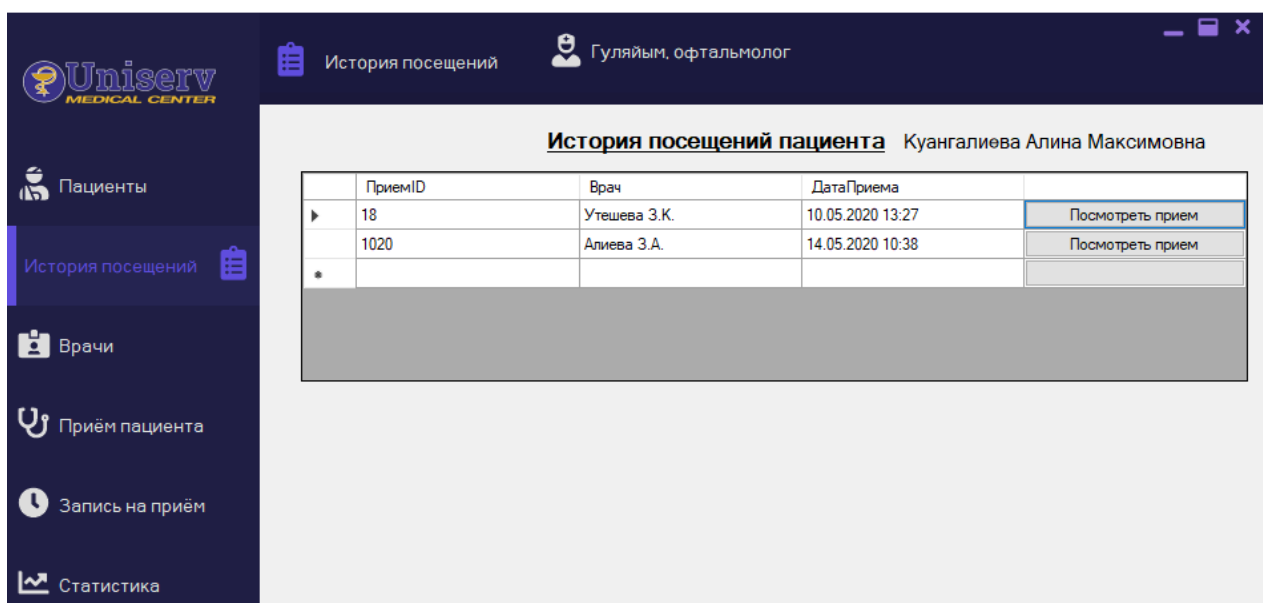 Uniserv
MEDICAL CENTER
История посещений
Гуляйым, офтальмолог
Пациенты
История посещений
Врачи
Приём пациента
Запись на приём
Статистика
История посещений пациента Куангалиева Алина Максимовна
ПриемID Врач ДатаПриема
18 Утешева З.К. 10.05.2020 13:27 Посмотреть прием
1020 Алиева З.А. 14.05.2020 10:38 Посмотреть прием